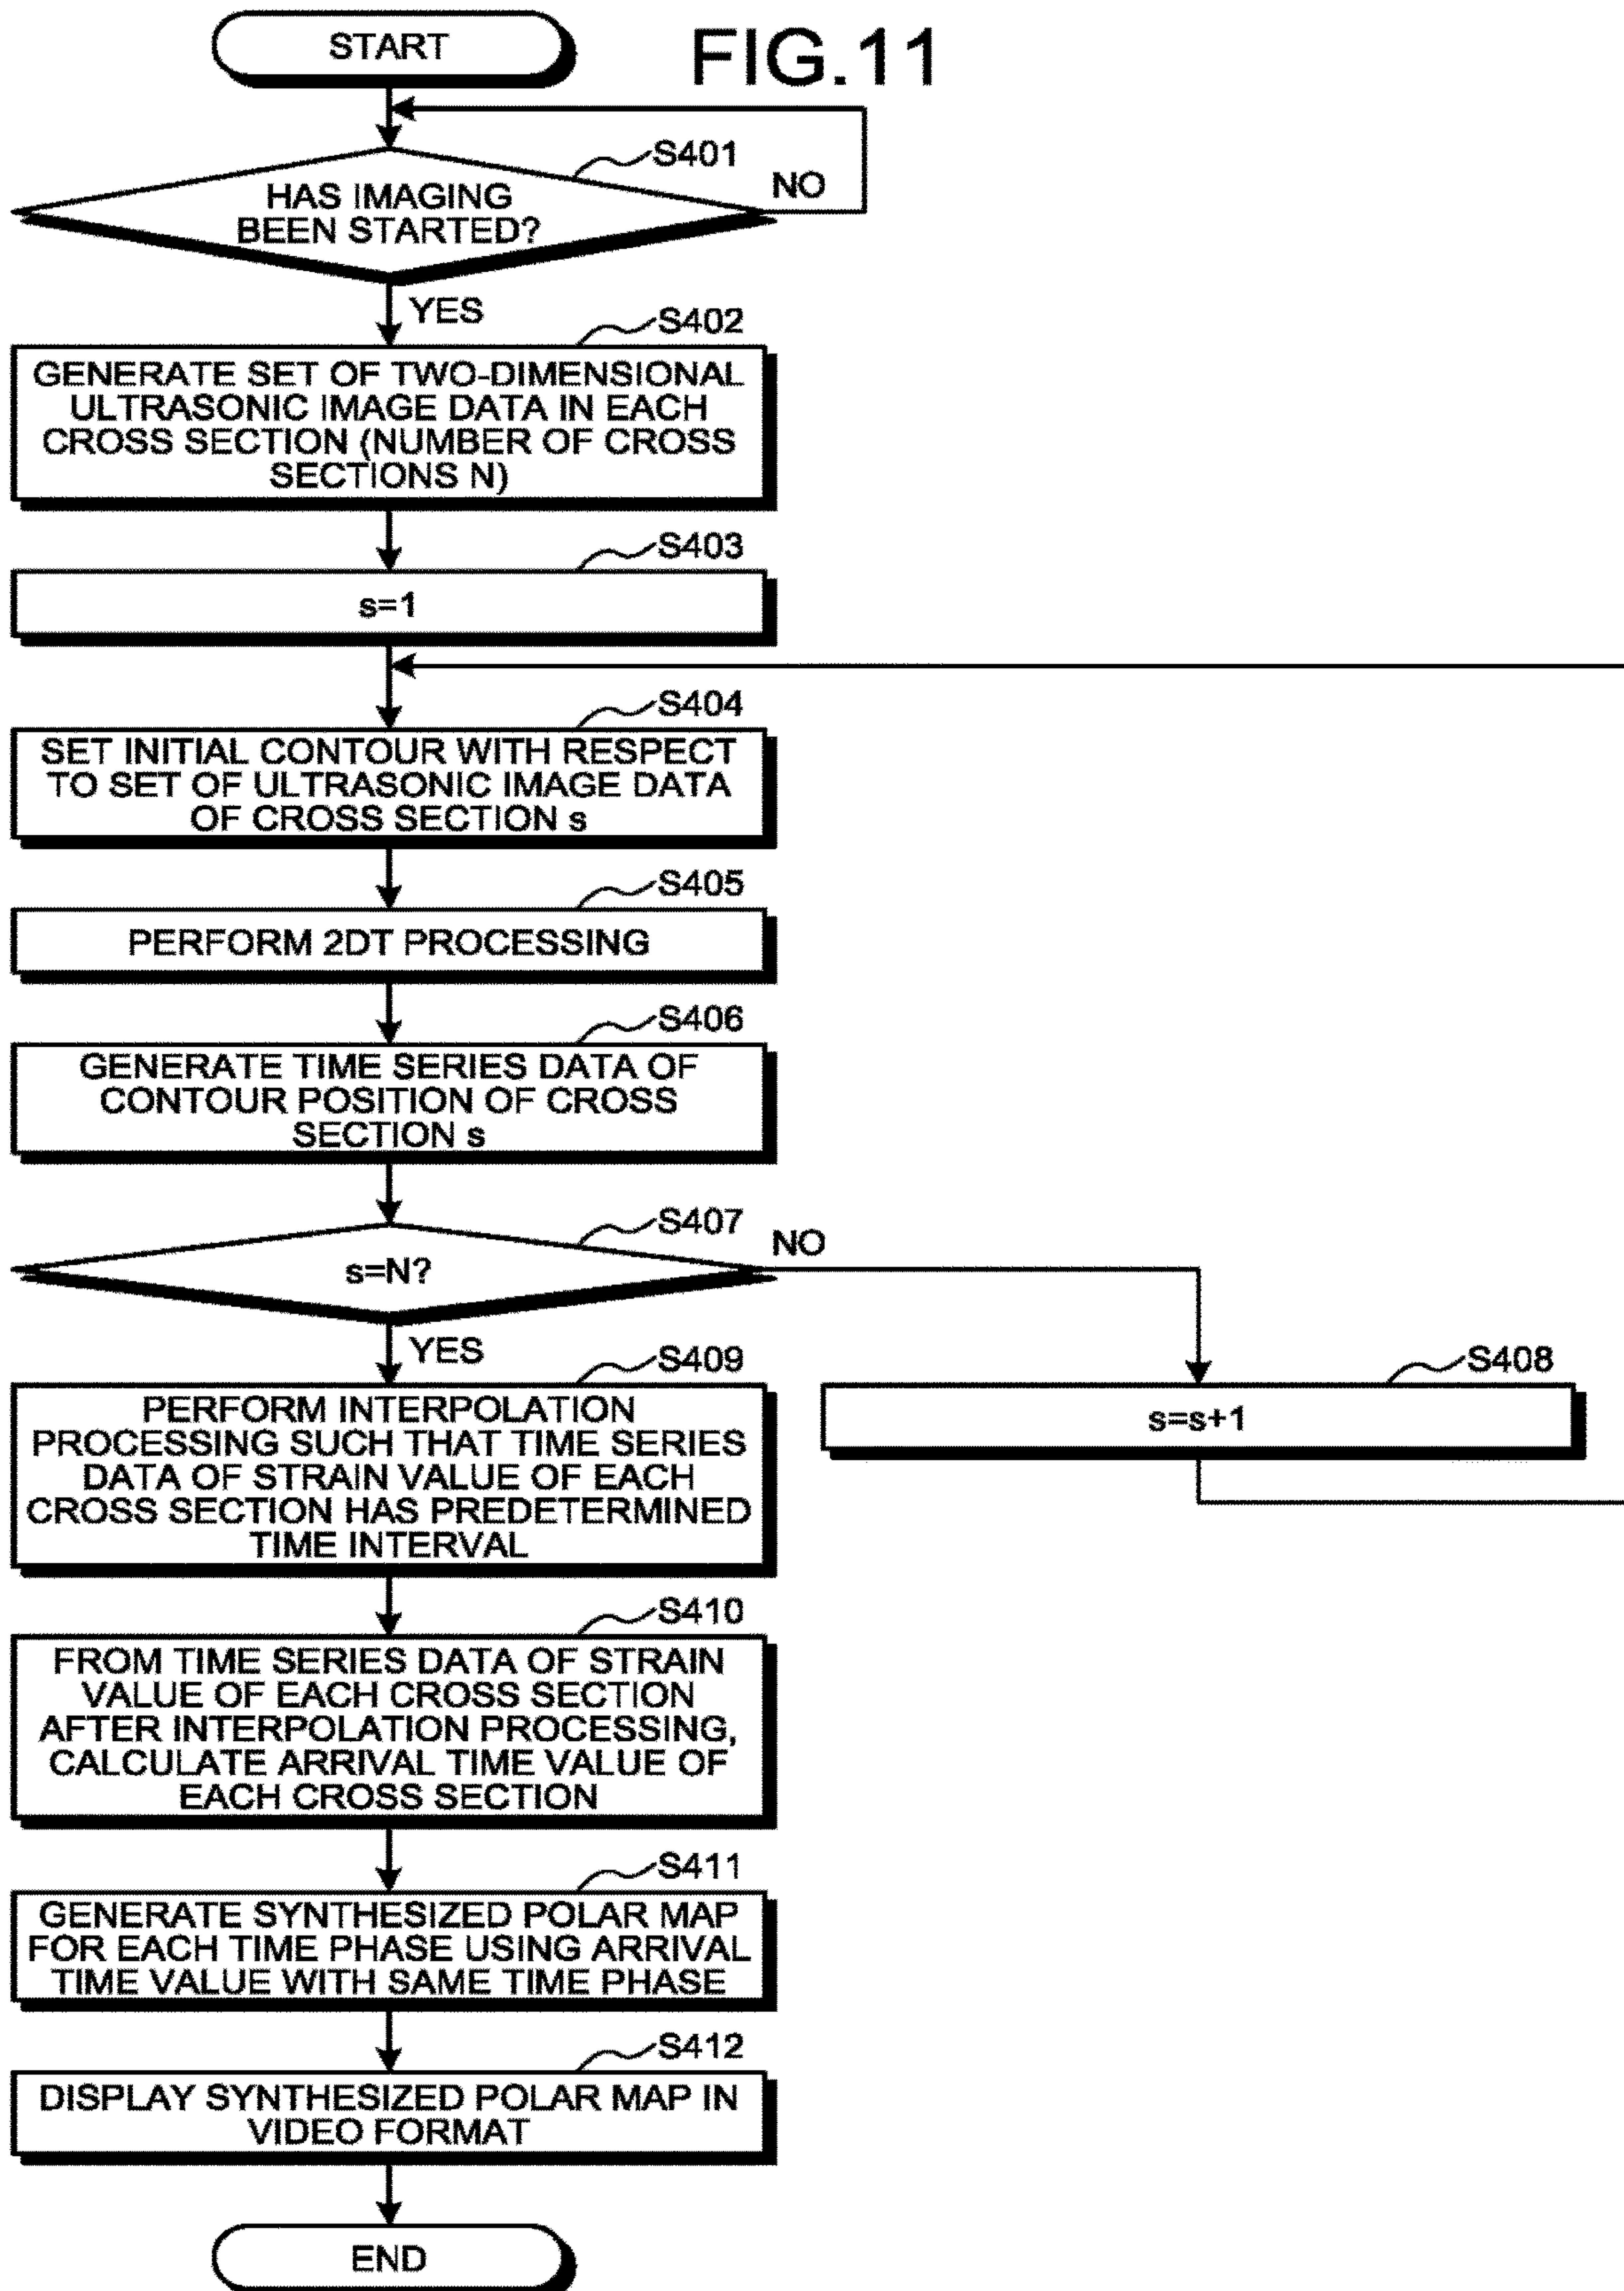 START
FIG.11
S401
HAS IMAGING
BEEN STARTED?
NO
YES
S402
GENERATE SET OF TWO-DIMENSIONAL
ULTRASONIC IMAGE DATA IN EACH
CROSS SECTION (NUMBER OF CROSS
SECTIONS N)
S403
s=1
S404
SET INITIAL CONTOUR WITH RESPECT
TO SET OF ULTRASONIC IMAGE DATA
OF CROSS SECTION s
S405
PERFORM 2DT PROCESSING
S406
GENERATE TIME SERIES DATA OF
CONTOUR POSITION OF CROSS
SECTION s
S407
s=N?
NO
YES
S408
s=s+1
S409
PERFORM INTERPOLATION
PROCESSING SUCH THAT TIME SERIES
DATA OF STRAIN VALUE OF EACH
CROSS SECTION HAS PREDETERMINED
TIME INTERVAL
S410
FROM TIME SERIES DATA OF STRAIN
VALUE OF EACH CROSS SECTION
AFTER INTERPOLATION PROCESSING,
CALCULATE ARRIVAL TIME VALUE OF
EACH CROSS SECTION
S411
GENERATE SYNTHESIZED POLAR MAP
FOR EACH TIME PHASE USING ARRIVAL
TIME VALUE WITH SAME TIME PHASE
S412
DISPLAY SYNTHESIZED POLAR MAP IN
VIDEO FORMAT
END